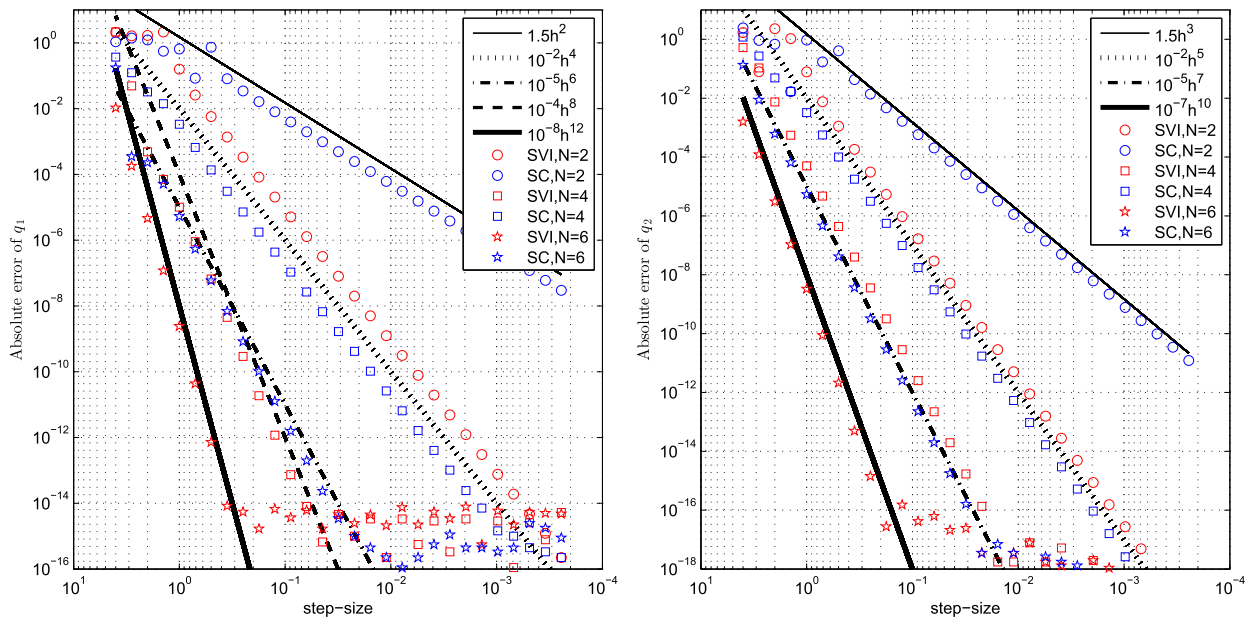 10^0
10^−2
10^−4
10^−6
10^−8
10^−10
10^−12
10^−14
10^−16
Absolute error of q_1
10^1
10^0
10^−1
10^−2
10^−3
10^−4
step−size
1.5h^2
10^−2h^4
10^−5h^6
10^−4h^8
10^−8h^12
SVI,N=2
SC,N=2
SVI,N=4
SC,N=4
SVI,N=6
SC,N=6
10^0
10^−2
10^−4
10^−6
10^−8
10^−10
10^−12
10^−14
10^−16
10^−18
Absolute error of q_2
10^1
10^0
10^−1
10^−2
10^−3
10^−4
step−size
1.5h^3
10^−2h^5
10^−5h^7
10^−7h^10
SVI,N=2
SC,N=2
SVI,N=4
SC,N=4
SVI,N=6
SC,N=6